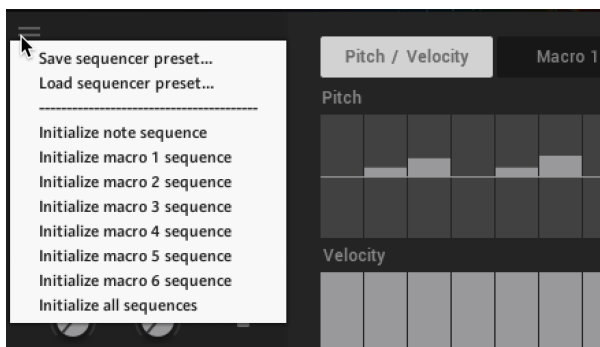 Save sequencer preset...
Load sequencer preset...
----------------------------------------
Initialize note sequence
Initialize macro 1 sequence
Initialize macro 2 sequence
Initialize macro 3 sequence
Initialize macro 4 sequence
Initialize macro 5 sequence
Initialize macro 6 sequence
Initialize all sequences
Pitch / Velocity
Macro 1
Pitch
Velocity